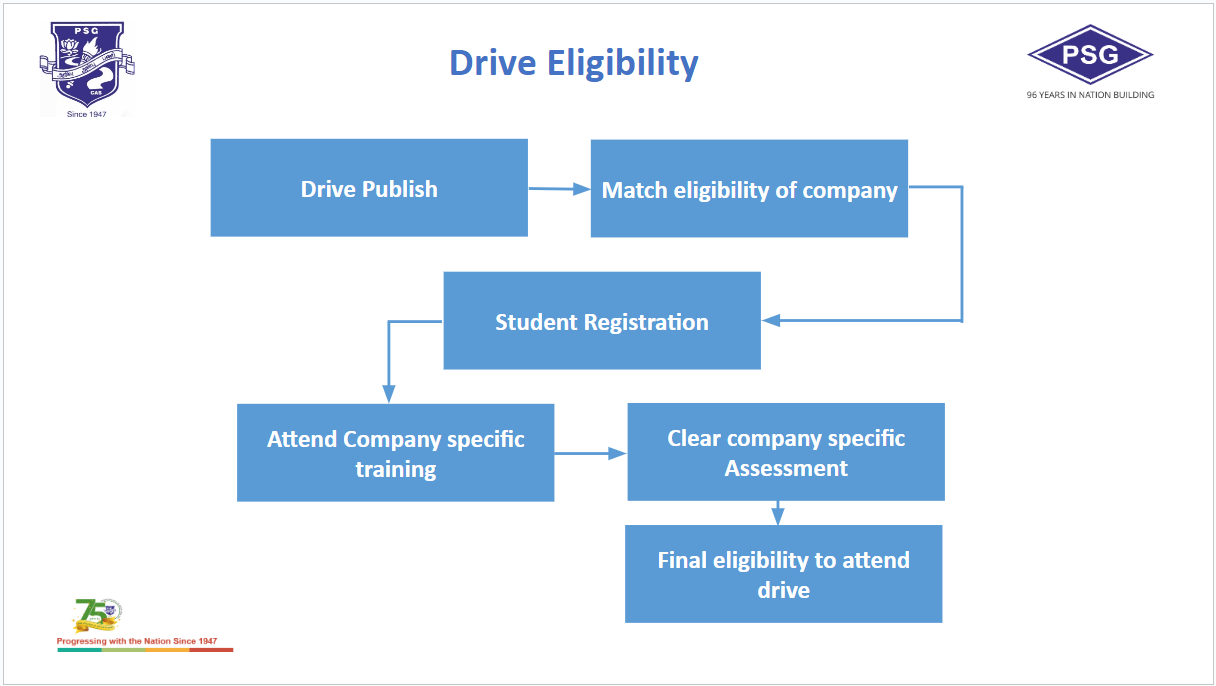 PSG
CAS
Since 1947
Drive Eligibility
PSG
96 YEARS IN NATION BUILDING
Drive Publish
Match eligibility of company
Student Registration
Attend Company specific
training
Clear company specific
Assessment
Final eligibility to attend
drive
75
Progressing with the Nation Since 1947